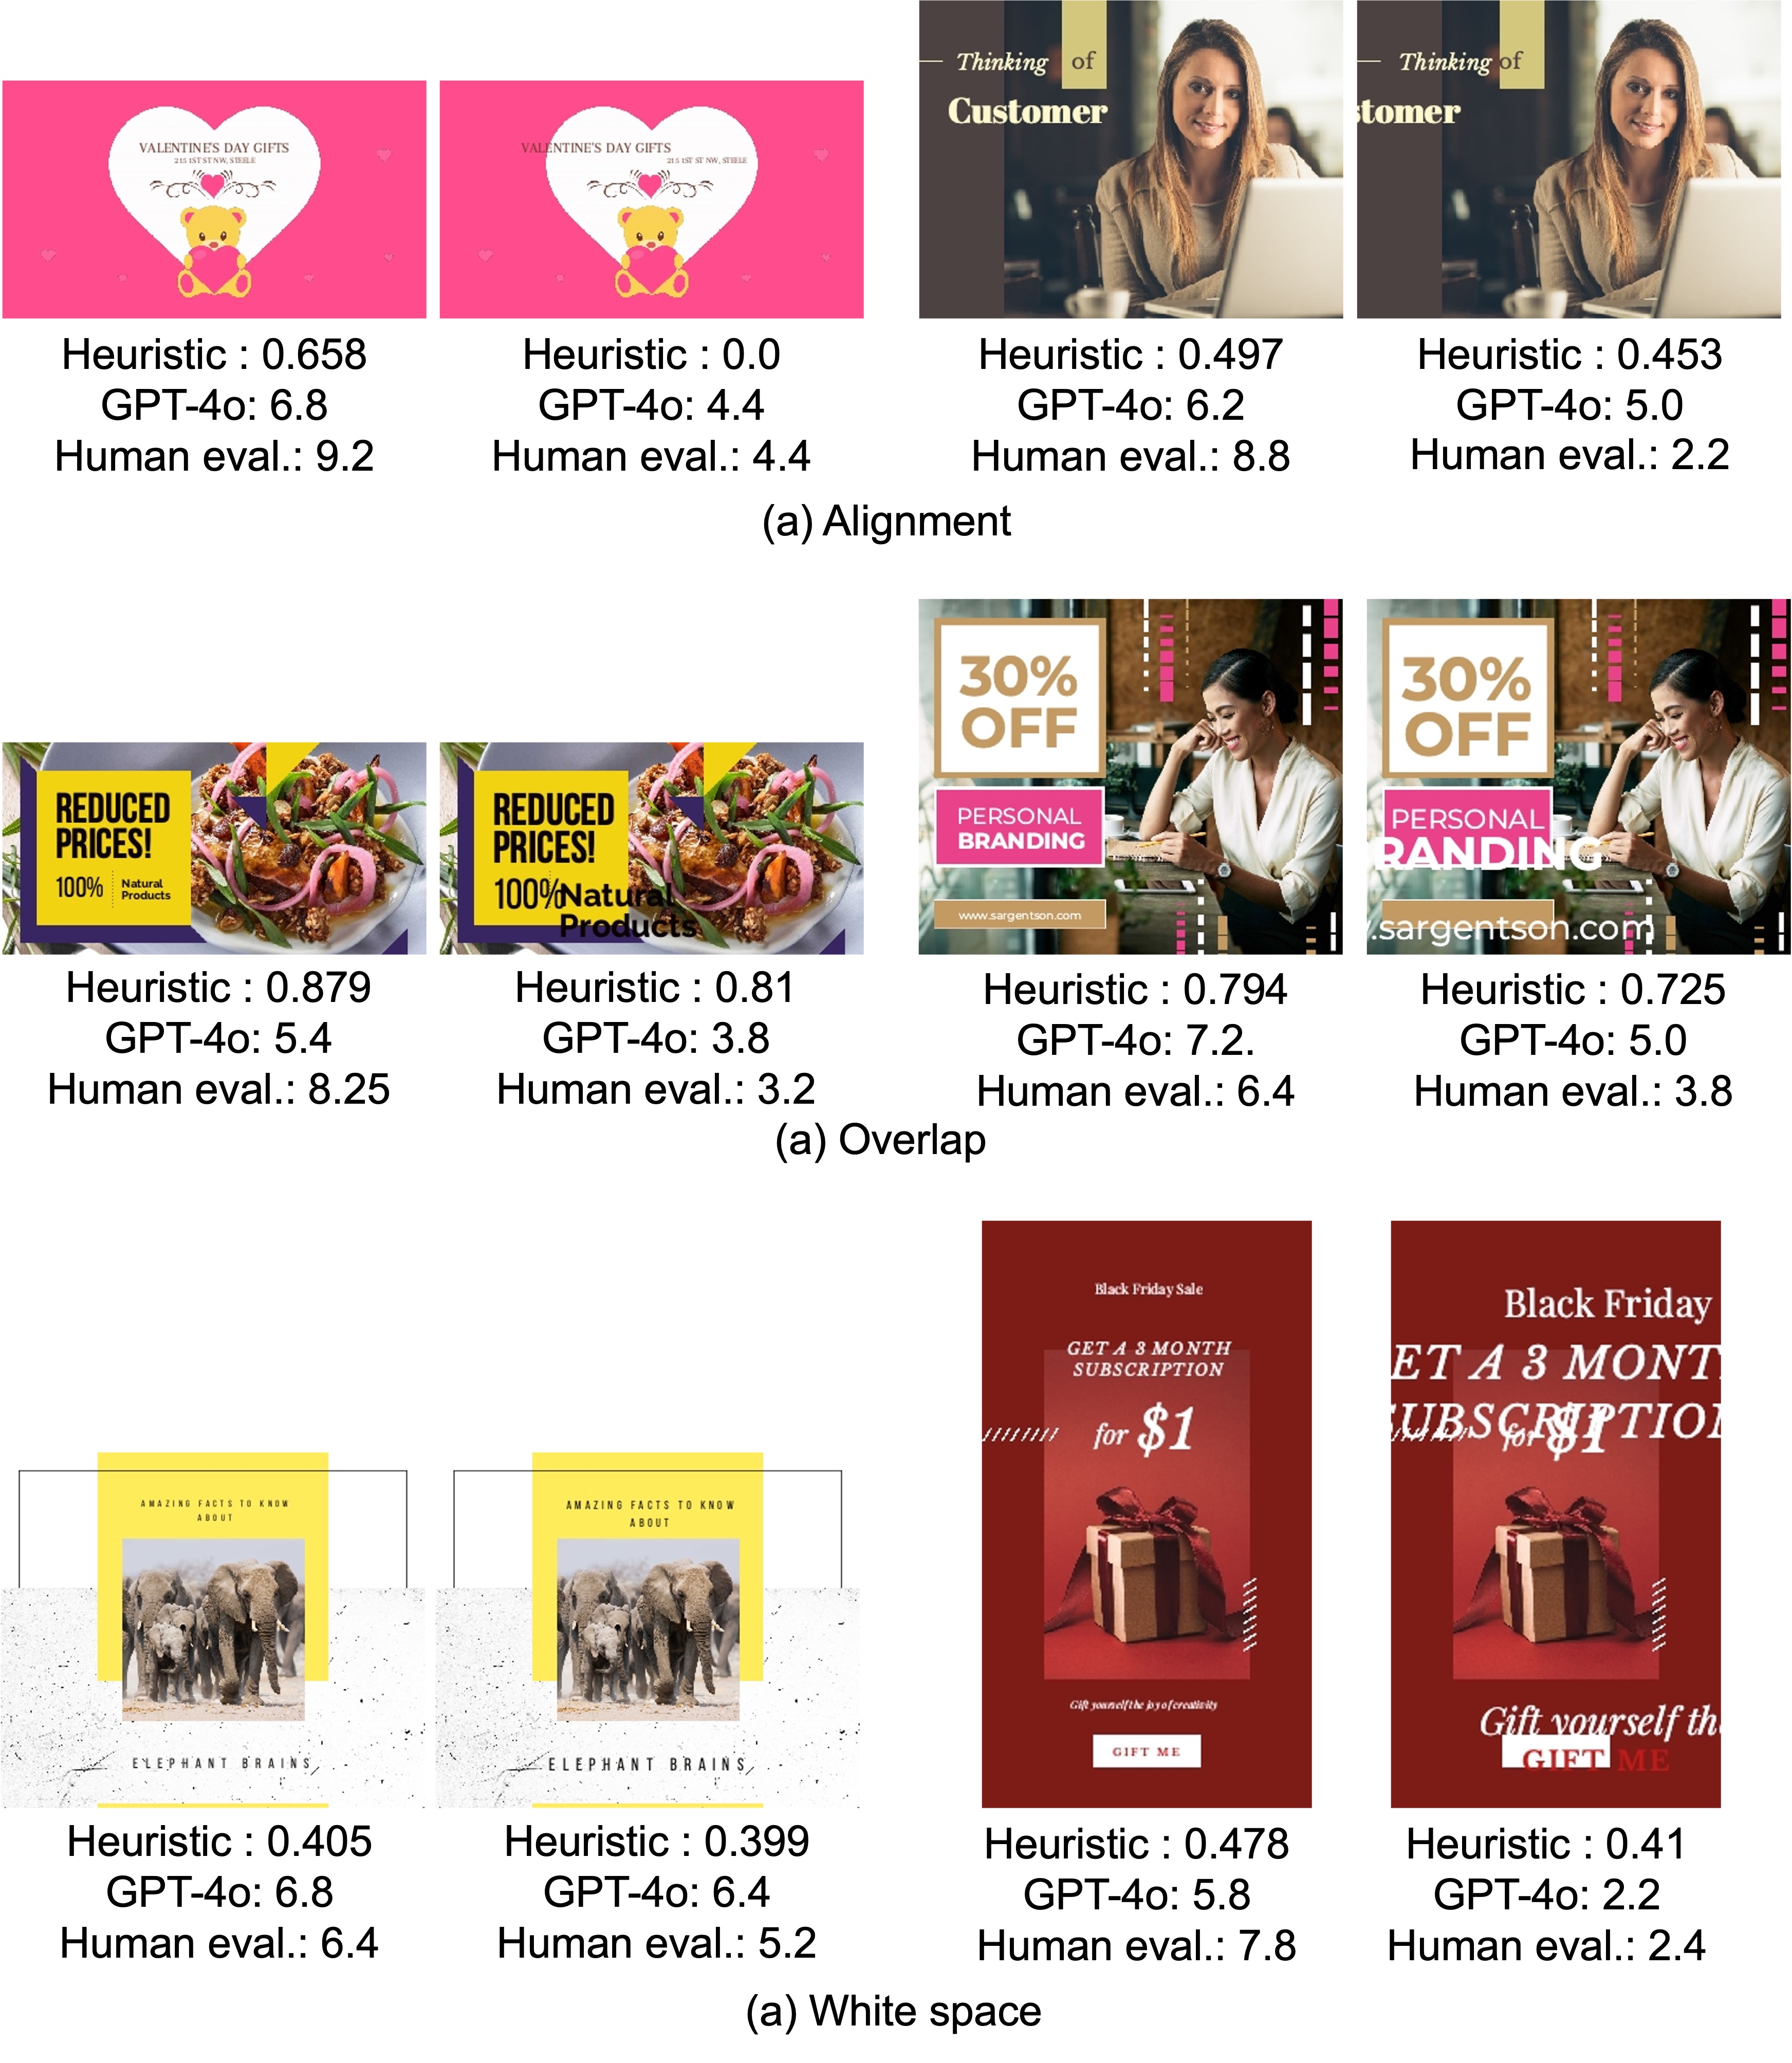 VALENTINE'S DAY GIFTS
215 1ST ST NW, STEELE
VALENTINE'S DAY GIFTS
215 1ST ST NW, STEELE
Thinking of
Customer
Thinking of
stomer
Heuristic : 0.658
GPT-4o: 6.8
Human eval.: 9.2
Heuristic : 0.0
GPT-4o: 4.4
Human eval.: 4.4
Heuristic : 0.497
GPT-4o: 6.2
Human eval.: 8.8
Heuristic : 0.453
GPT-4o: 5.0
Human eval.: 2.2
(a) Alignment
REDUCED
PRICES!
100%
Natural
Products
REDUCED
PRICES!
100%
Natural
Products
30%
OFF
PERSONAL
BRANDING
www.sargentson.com
30%
OFF
PERSONAL
RANDING
.sargentson.com
Heuristic : 0.879
GPT-4o: 5.4
Human eval.: 8.25
Heuristic : 0.81
GPT-4o: 3.8
Human eval.: 3.2
Heuristic : 0.794
GPT-4o: 7.2.
Human eval.: 6.4
Heuristic : 0.725
GPT-4o: 5.0
Human eval.: 3.8
(a) Overlap
AMAZING FACTS TO KNOW
ABOUT
ELEPHANT BRAINS
AMAZING FACTS TO KNOW
ABOUT
ELEPHANT BRAINS
Black Friday Sale
GET A 3 MONTH
SUBSCRIPTION
for $1
Gift yourself the joy of creativity
GIFT ME
Black Friday
ET A 3 MONT
SUBSCRIPTION
for $1
Gift yourself th
GIFT ME
Heuristic : 0.405
GPT-4o: 6.8
Human eval.: 6.4
Heuristic : 0.399
GPT-4o: 6.4
Human eval.: 5.2
Heuristic : 0.478
GPT-4o: 5.8
Human eval.: 7.8
Heuristic : 0.41
GPT-4o: 2.2
Human eval.: 2.4
(a) White space